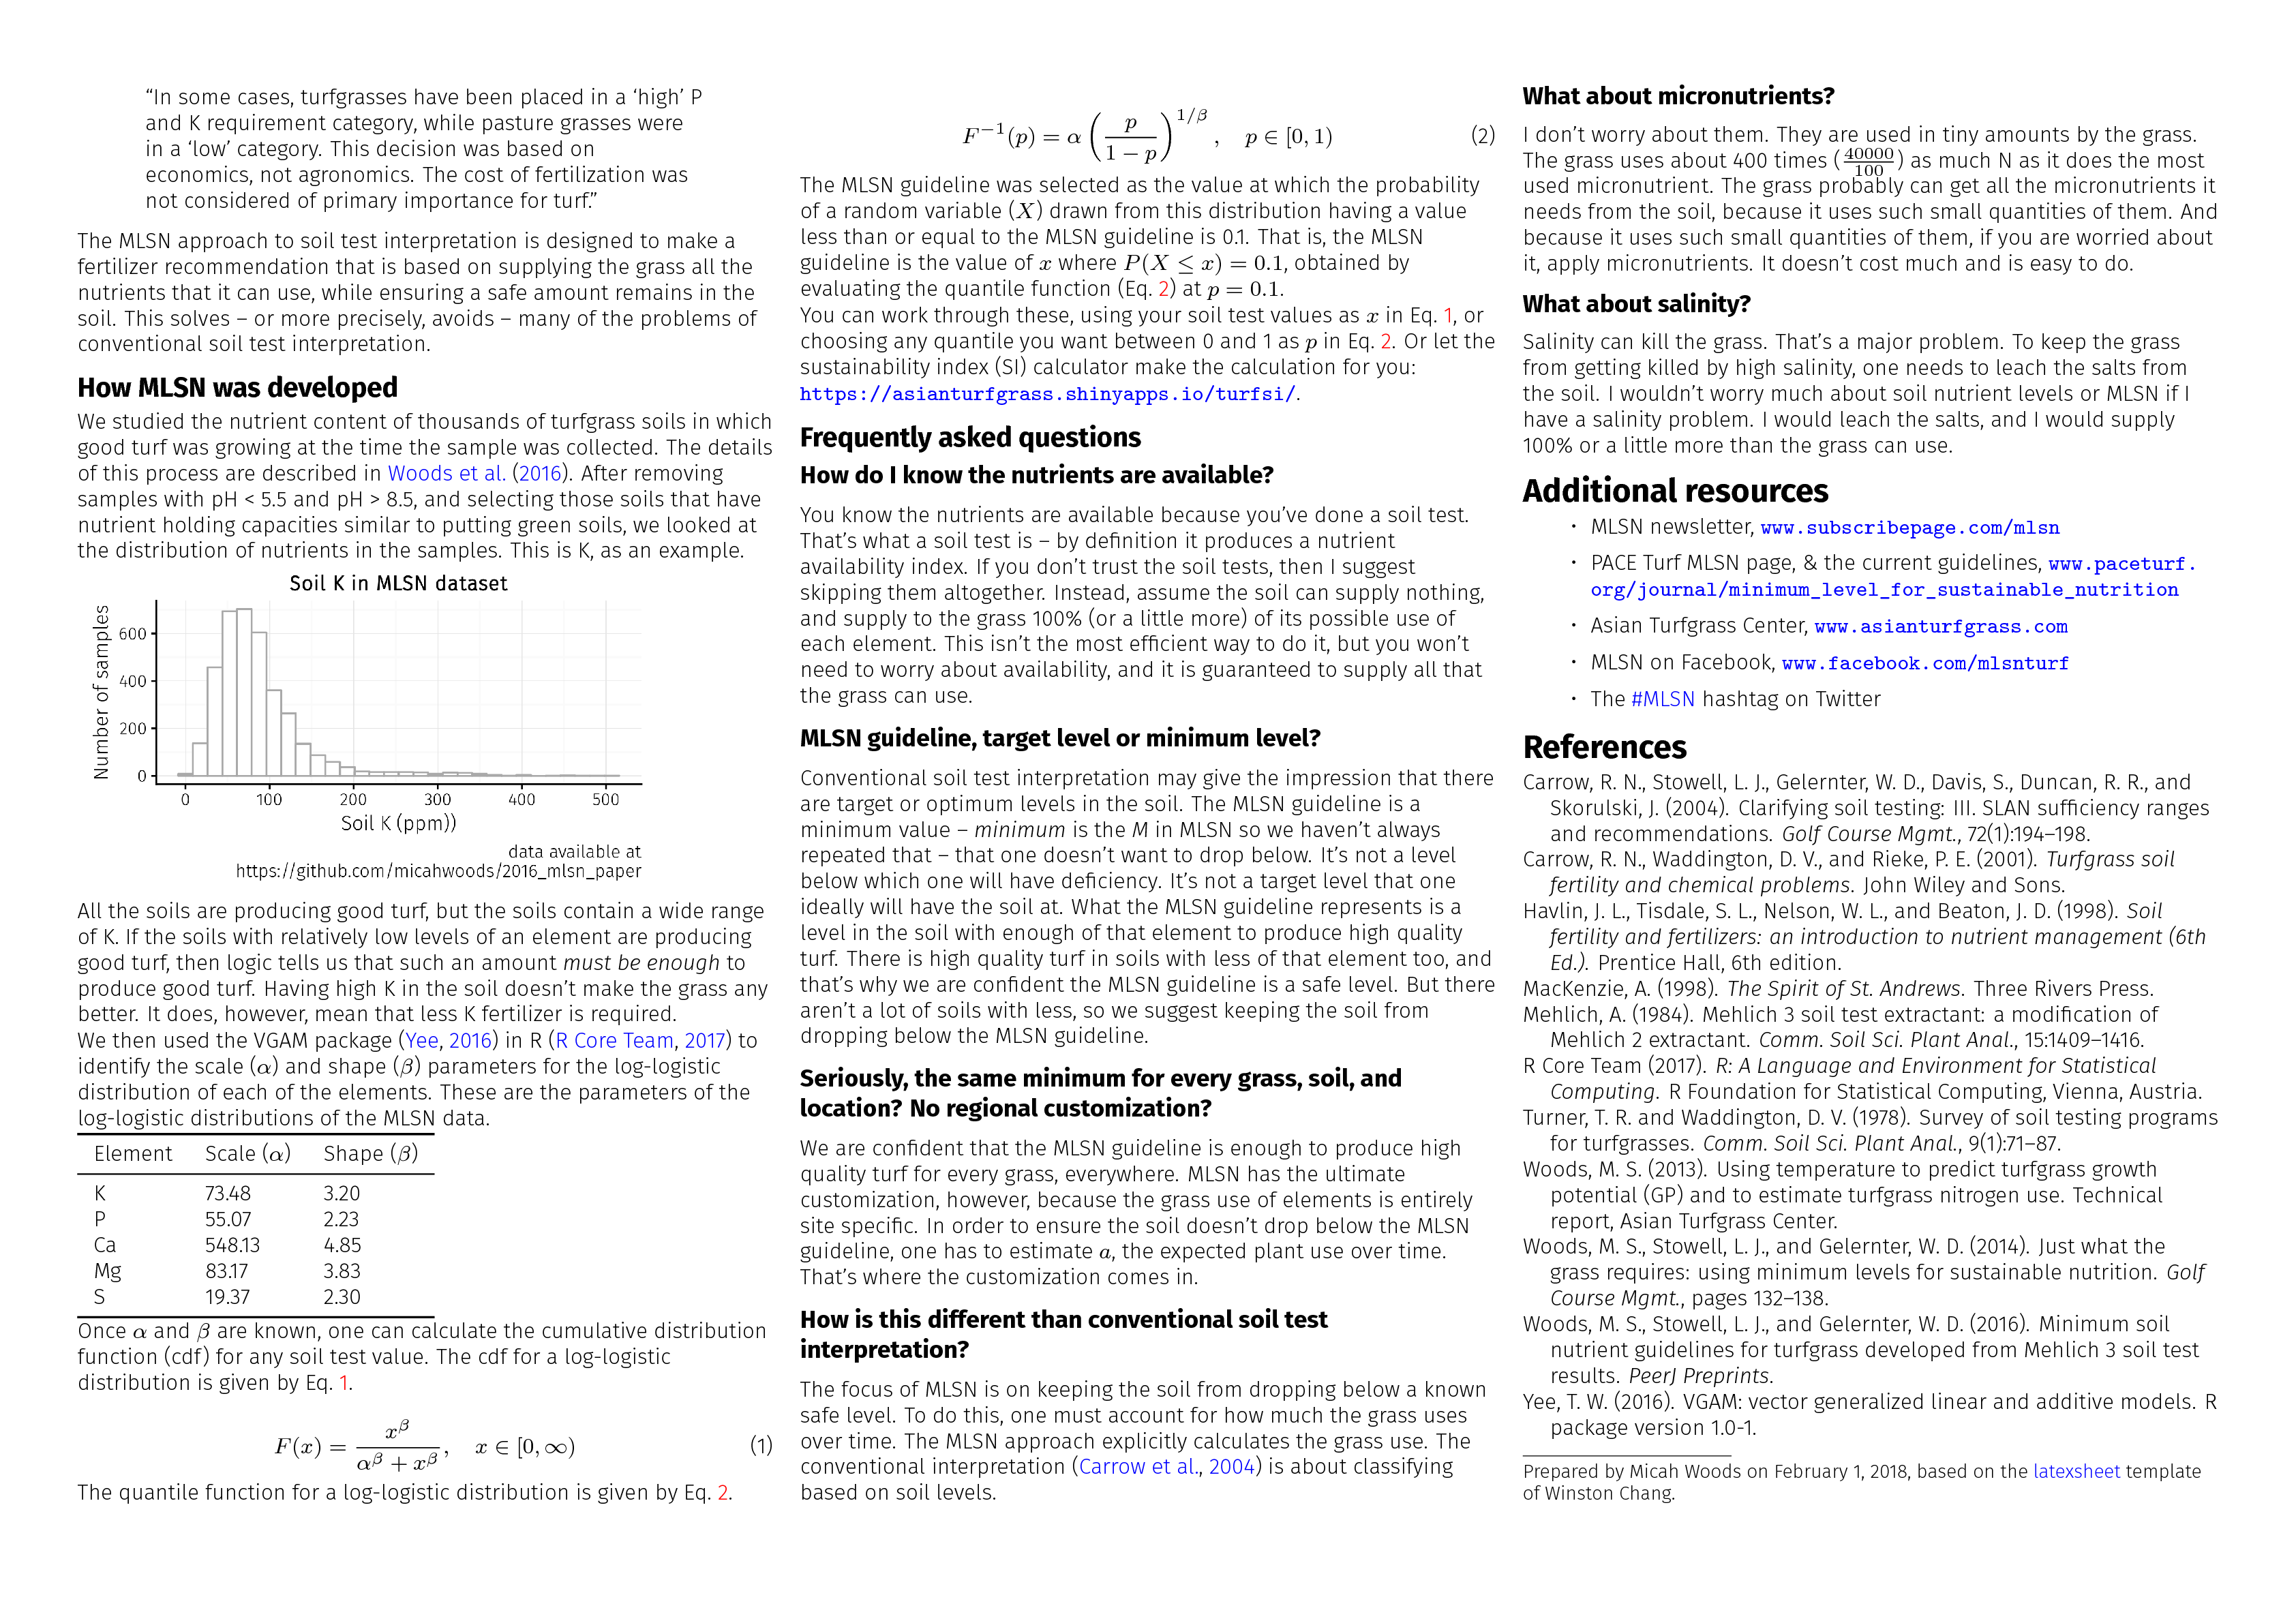 “In some cases, turfgrasses have been placed in a ‘high’ P
and K requirement category, while pasture grasses were
in a ‘low’ category. This decision was based on
economics, not agronomics. The cost of fertilization was
not considered of primary importance for turf.”
The MLSN approach to soil test interpretation is designed to make a
fertilizer recommendation that is based on supplying the grass all the
nutrients that it can use, while ensuring a safe amount remains in the
soil. This solves – or more precisely, avoids – many of the problems of
conventional soil test interpretation.
How MLSN was developed
We studied the nutrient content of thousands of turfgrass soils in which
good turf was growing at the time the sample was collected. The details
of this process are described in Woods et al. (2016). After removing
samples with pH < 5.5 and pH > 8.5, and selecting those soils that have
nutrient holding capacities similar to putting green soils, we looked at
the distribution of nutrients in the samples. This is K, as an example.
Soil K in MLSN dataset
Number of samples
600
400
200
0
0 100 200 300 400 500
Soil K (ppm))
data available at
https://github.com/micahwoods/2016_mlsn_paper
All the soils are producing good turf, but the soils contain a wide range
of K. If the soils with relatively low levels of an element are producing
good turf, then logic tells us that such an amount must be enough to
produce good turf. Having high K in the soil doesn’t make the grass any
better. It does, however, mean that less K fertilizer is required.
We then used the VGAM package (Yee, 2016) in R (R Core Team, 2017) to
identify the scale (α) and shape (β) parameters for the log-logistic
distribution of each of the elements. These are the parameters of the
log-logistic distributions of the MLSN data.
Element Scale (α) Shape (β)
K 73.48 3.20
P 55.07 2.23
Ca 548.13 4.85
Mg 83.17 3.83
S 19.37 2.30
Once α and β are known, one can calculate the cumulative distribution
function (cdf) for any soil test value. The cdf for a log-logistic
distribution is given by Eq. 1.
F(x) = x^β / (α^β + x^β), x ∈ [0, ∞) (1)
The quantile function for a log-logistic distribution is given by Eq. 2.
F⁻¹(p) = α (p / (1 − p))^(1/β), p ∈ [0, 1) (2)
The MLSN guideline was selected as the value at which the probability
of a random variable (X) drawn from this distribution having a value
less than or equal to the MLSN guideline is 0.1. That is, the MLSN
guideline is the value of x where P(X ≤ x) = 0.1, obtained by
evaluating the quantile function (Eq. 2) at p = 0.1.
You can work through these, using your soil test values as x in Eq. 1, or
choosing any quantile you want between 0 and 1 as p in Eq. 2. Or let the
sustainability index (SI) calculator make the calculation for you:
https://asianturfgrass.shinyapps.io/turfsi/.
Frequently asked questions
How do I know the nutrients are available?
You know the nutrients are available because you’ve done a soil test.
That’s what a soil test is – by definition it produces a nutrient
availability index. If you don’t trust the soil tests, then I suggest
skipping them altogether. Instead, assume the soil can supply nothing,
and supply to the grass 100% (or a little more) of its possible use of
each element. This isn’t the most efficient way to do it, but you won’t
need to worry about availability, and it is guaranteed to supply all that
the grass can use.
MLSN guideline, target level or minimum level?
Conventional soil test interpretation may give the impression that there
are target or optimum levels in the soil. The MLSN guideline is a
minimum value – minimum is the M in MLSN so we haven’t always
repeated that – that one doesn’t want to drop below. It’s not a level
below which one will have deficiency. It’s not a target level that one
ideally will have the soil at. What the MLSN guideline represents is a
level in the soil with enough of that element to produce high quality
turf. There is high quality turf in soils with less of that element too, and
that’s why we are confident the MLSN guideline is a safe level. But there
aren’t a lot of soils with less, so we suggest keeping the soil from
dropping below the MLSN guideline.
Seriously, the same minimum for every grass, soil, and
location? No regional customization?
We are confident that the MLSN guideline is enough to produce high
quality turf for every grass, everywhere. MLSN has the ultimate
customization, however, because the grass use of elements is entirely
site specific. In order to ensure the soil doesn’t drop below the MLSN
guideline, one has to estimate a, the expected plant use over time.
That’s where the customization comes in.
How is this different than conventional soil test
interpretation?
The focus of MLSN is on keeping the soil from dropping below a known
safe level. To do this, one must account for how much the grass uses
over time. The MLSN approach explicitly calculates the grass use. The
conventional interpretation (Carrow et al., 2004) is about classifying
based on soil levels.
What about micronutrients?
I don’t worry about them. They are used in tiny amounts by the grass.
The grass uses about 400 times (40000/100) as much N as it does the most
used micronutrient. The grass probably can get all the micronutrients it
needs from the soil, because it uses such small quantities of them. And
because it uses such small quantities of them, if you are worried about
it, apply micronutrients. It doesn’t cost much and is easy to do.
What about salinity?
Salinity can kill the grass. That’s a major problem. To keep the grass
from getting killed by high salinity, one needs to leach the salts from
the soil. I wouldn’t worry much about soil nutrient levels or MLSN if I
have a salinity problem. I would leach the salts, and I would supply
100% or a little more than the grass can use.
Additional resources
• MLSN newsletter, www.subscribepage.com/mlsn
• PACE Turf MLSN page, & the current guidelines, www.paceturf.
org/journal/minimum_level_for_sustainable_nutrition
• Asian Turfgrass Center, www.asianturfgrass.com
• MLSN on Facebook, www.facebook.com/mlsnturf
• The #MLSN hashtag on Twitter
References
Carrow, R. N., Stowell, L. J., Gelernter, W. D., Davis, S., Duncan, R. R., and
Skorulski, J. (2004). Clarifying soil testing: III. SLAN sufficiency ranges
and recommendations. Golf Course Mgmt., 72(1):194–198.
Carrow, R. N., Waddington, D. V., and Rieke, P. E. (2001). Turfgrass soil
fertility and chemical problems. John Wiley and Sons.
Havlin, J. L., Tisdale, S. L., Nelson, W. L., and Beaton, J. D. (1998). Soil
fertility and fertilizers: an introduction to nutrient management (6th
Ed.). Prentice Hall, 6th edition.
MacKenzie, A. (1998). The Spirit of St. Andrews. Three Rivers Press.
Mehlich, A. (1984). Mehlich 3 soil test extractant: a modification of
Mehlich 2 extractant. Comm. Soil Sci. Plant Anal., 15:1409–1416.
R Core Team (2017). R: A Language and Environment for Statistical
Computing. R Foundation for Statistical Computing, Vienna, Austria.
Turner, T. R. and Waddington, D. V. (1978). Survey of soil testing programs
for turfgrasses. Comm. Soil Sci. Plant Anal., 9(1):71–87.
Woods, M. S. (2013). Using temperature to predict turfgrass growth
potential (GP) and to estimate turfgrass nitrogen use. Technical
report, Asian Turfgrass Center.
Woods, M. S., Stowell, L. J., and Gelernter, W. D. (2014). Just what the
grass requires: using minimum levels for sustainable nutrition. Golf
Course Mgmt., pages 132–138.
Woods, M. S., Stowell, L. J., and Gelernter, W. D. (2016). Minimum soil
nutrient guidelines for turfgrass developed from Mehlich 3 soil test
results. PeerJ Preprints.
Yee, T. W. (2016). VGAM: vector generalized linear and additive models. R
package version 1.0-1.
Prepared by Micah Woods on February 1, 2018, based on the latexsheet template
of Winston Chang.